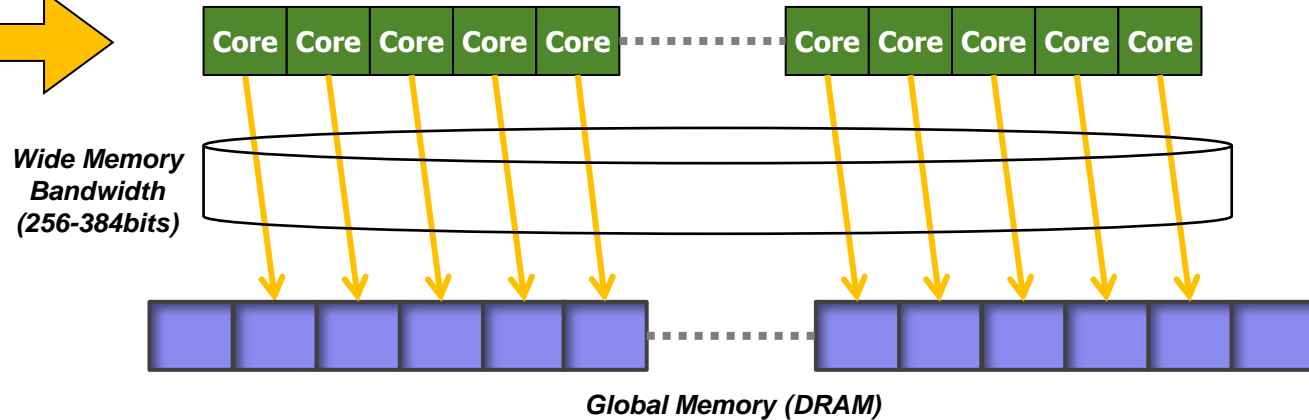 Core Core Core Core Core Core Core Core Core Core
Wide Memory
Bandwidth
(256-384bits)
Global Memory (DRAM)